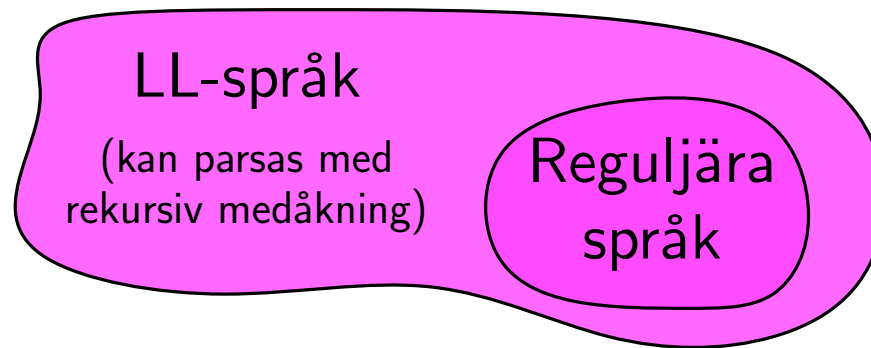 LL-språk
(kan parsas med
rekursiv medåkning)
Reguljära
språk